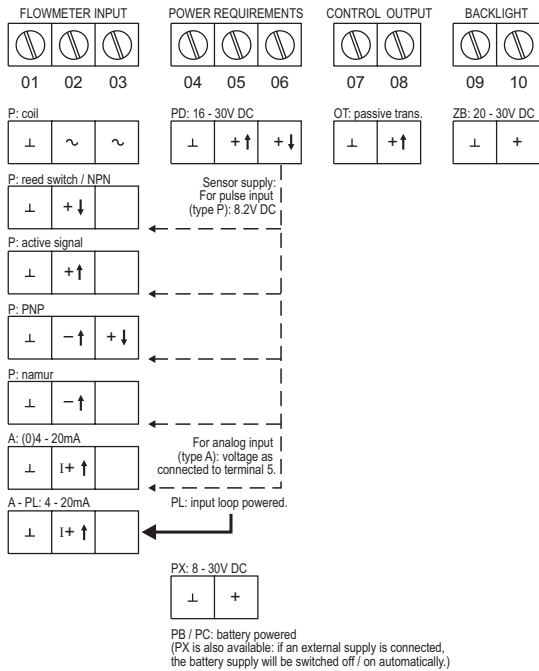 FLOWMETER INPUT
POWER REQUIREMENTS
CONTROL OUTPUT
BACKLIGHT
01 02 03
04 05 06
07 08
09 10
P: coil
⊥ ~ ~
PD: 16 - 30V DC
⊥ +↑ +↓
OT: passive trans.
⊥ +↑
ZB: 20 - 30V DC
⊥ +
P: reed switch / NPN
⊥ +↓
Sensor supply:
For pulse input
(type P): 8.2V DC
P: active signal
⊥ +↑
P: PNP
⊥ −↑ +↓
P: namur
⊥ −↑
A: (0)4 - 20mA
⊥ I+ ↑
For analog input
(type A): voltage as
connected to terminal 5.
A - PL: 4 - 20mA
⊥ I+ ↑
PL: input loop powered.
PX: 8 - 30V DC
⊥ +
PB / PC: battery powered
(PX is also available: if an external supply is connected,
the battery supply will be switched off / on automatically.)